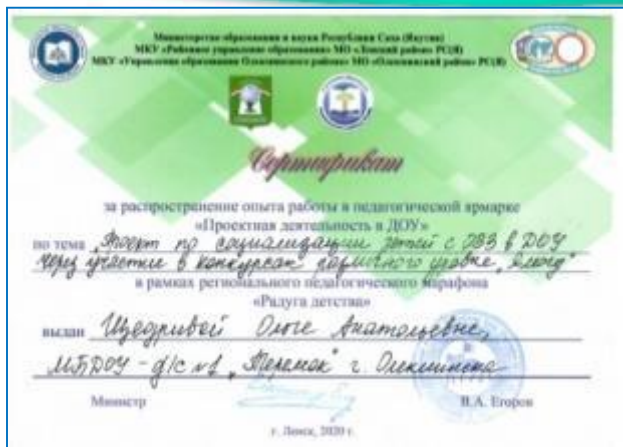 Министерство образования и науки Республики Саха (Якутия)
МКУ «Районное управление образования» МО «Ленский район» РС(Я)
МКУ «Управление образования Олекминского района» МО «Олекминский район» РС(Я)
Сертификат
за распространение опыта работы в педагогической ярмарке
«Проектная деятельность в ДОУ»
по теме „Проект по социализации детей с ОВЗ в ДОУ
через участие в конкурсах различного уровня
в рамках регионального педагогического марафона
«Радуга детства»
выдан Щедривой Ольге Анатольевне,
МБДОУ - д/с №1 „Теремок" г. Олекминска
Министр В.А. Егоров
г. Ленск, 2020 г.